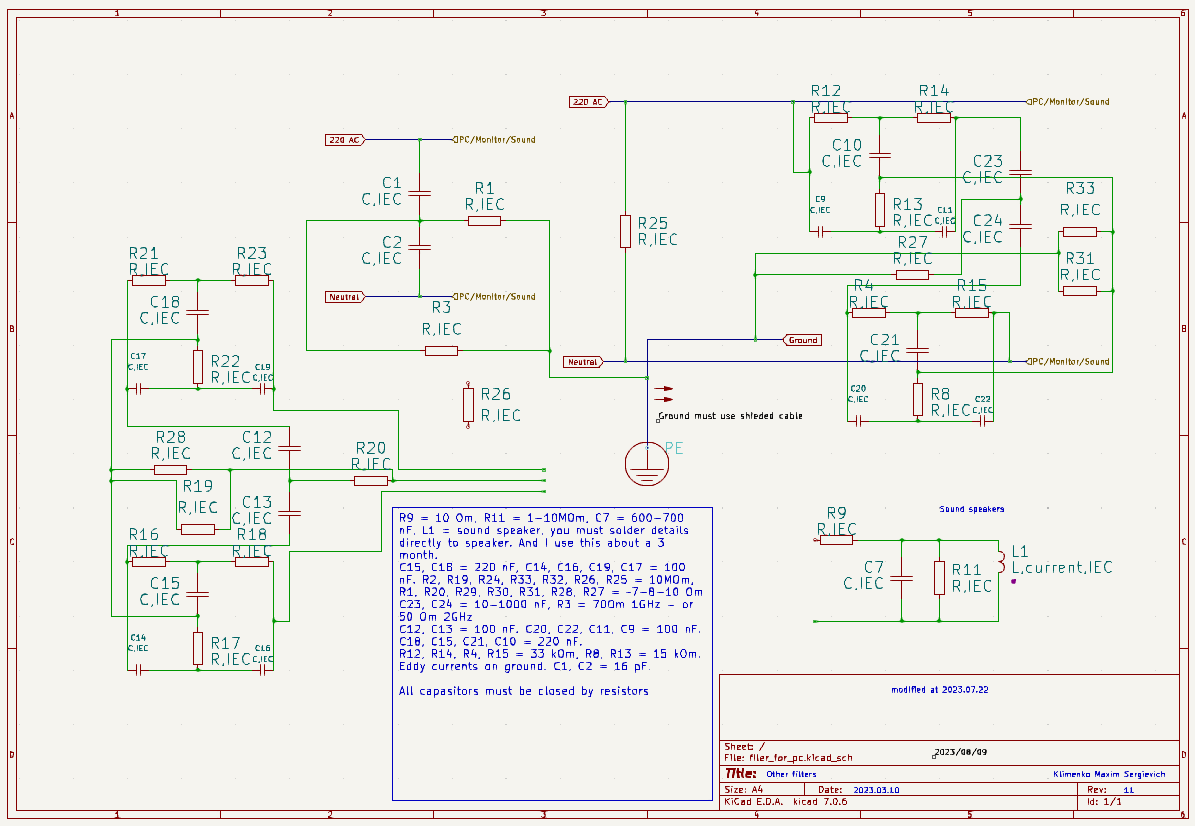 1 2 3 4 5 6
A A
B B
C C
D D
1 2 3 4 5 6
220 AC
PC/Monitor/Sound
C1
C,IEC
R1
R,IEC
C2
C,IEC
Neutral
PC/Monitor/Sound
R3
R,IEC
R21
R,IEC
R23
R,IEC
C18
C,IEC
C17
C,IEC
R22
R,IEC
C19
C,IEC
R28
R,IEC
C12
C,IEC
R20
R,IEC
R19
R,IEC
C13
C,IEC
R16
R,IEC
R18
R,IEC
C15
C,IEC
C14
C,IEC
R17
R,IEC
C16
C,IEC
R26
R,IEC
220 AC
PC/Monitor/Sound
R12
R,IEC
R14
R,IEC
C10
C,IEC
C23
C,IEC
C9
C,IEC
R13
R,IEC
C11
C,IEC
C24
C,IEC
R33
R,IEC
R25
R,IEC
R27
R,IEC
R31
R,IEC
R4
R,IEC
R15
R,IEC
C21
C,IEC
Ground
Neutral
PC/Monitor/Sound
C20
C,IEC
R8
R,IEC
C22
C,IEC
Ground must use shieded cable
PE
Sound speakers
R9
R,IEC
C7
C,IEC
R11
R,IEC
L1
L,current,IEC
R9 = 10 Om, R11 = 1-10MOm, C7 = 600-700
nF, L1 = sound speaker, you must solder details
directly to speaker. And I use this about a 3
month.
C15, C18 = 220 nF, C14, C16, C19, C17 = 100
nF. R2, R19, R24, R33, R32, R26, R25 = 10MOm,
R1, R20, R29, R30, R31, R28, R27 = -7-8-10 Om
C23, C24 = 10-1000 nF, R3 = 70Om 1GHz - or
50 Om 2GHz
C12, C13 = 100 nF. C20, C22, C11, C9 = 100 nF.
C18, C15, C21, C10 = 220 nF.
R12, R14, R4, R15 = 33 kOm, R8, R13 = 15 kOm.
Eddy currents on ground. C1, C2 = 16 pF.
All capasitors must be closed by resistors
modified at 2023.07.22
Sheet: /
File: filer_for_pc.kicad_sch
2023/08/09
Title: Other filters
Klimenko Maxim Sergievich
Size: A4 Date: 2023.03.10 Rev: 11
KiCad E.D.A. kicad 7.0.6 Id: 1/1